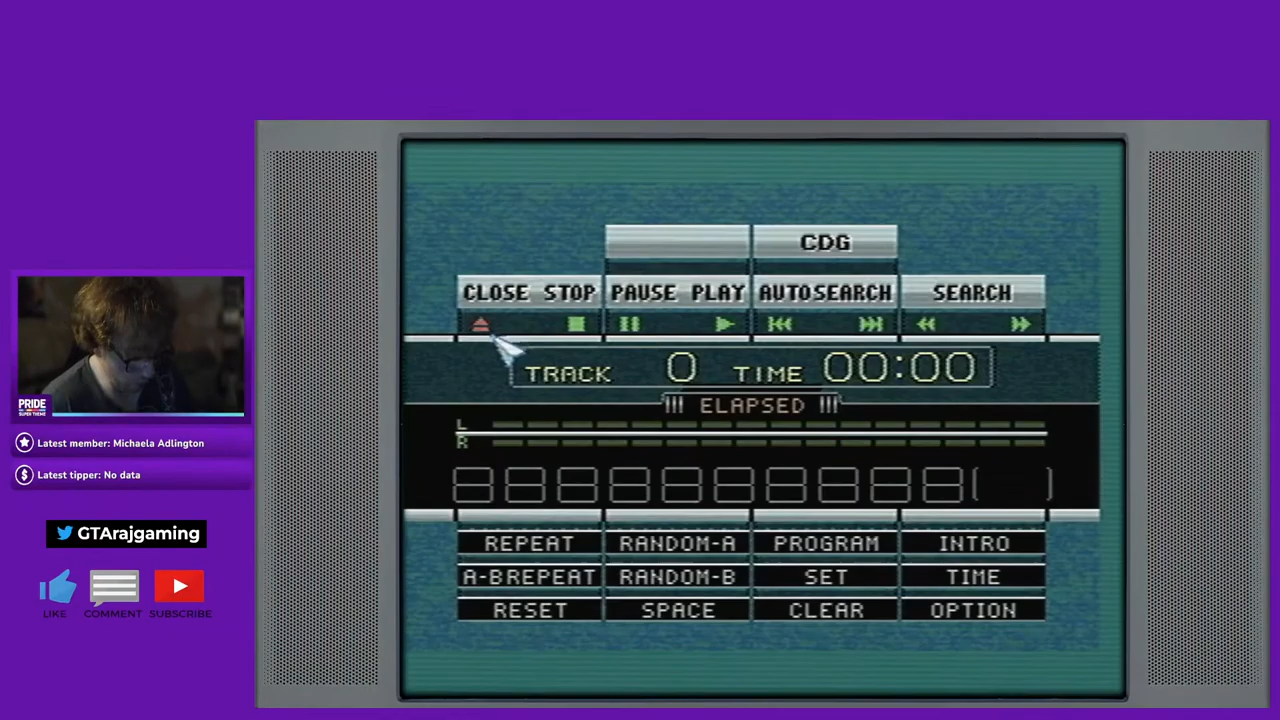 CDG
CLOSE STOP PAUSE PLAY AUTOSEARCH SEARCH
TRACK 0 TIME 00:00
ELAPSED
L
R
REPEAT RANDOM-A PROGRAM INTRO
A-BREPEAT RANDOM-B SET TIME
RESET SPACE CLEAR OPTION
PRIDE
SUPER THEME
Latest member: Michaela Adlington
Latest tipper: No data
GTArajgaming
LIKE COMMENT SUBSCRIBE